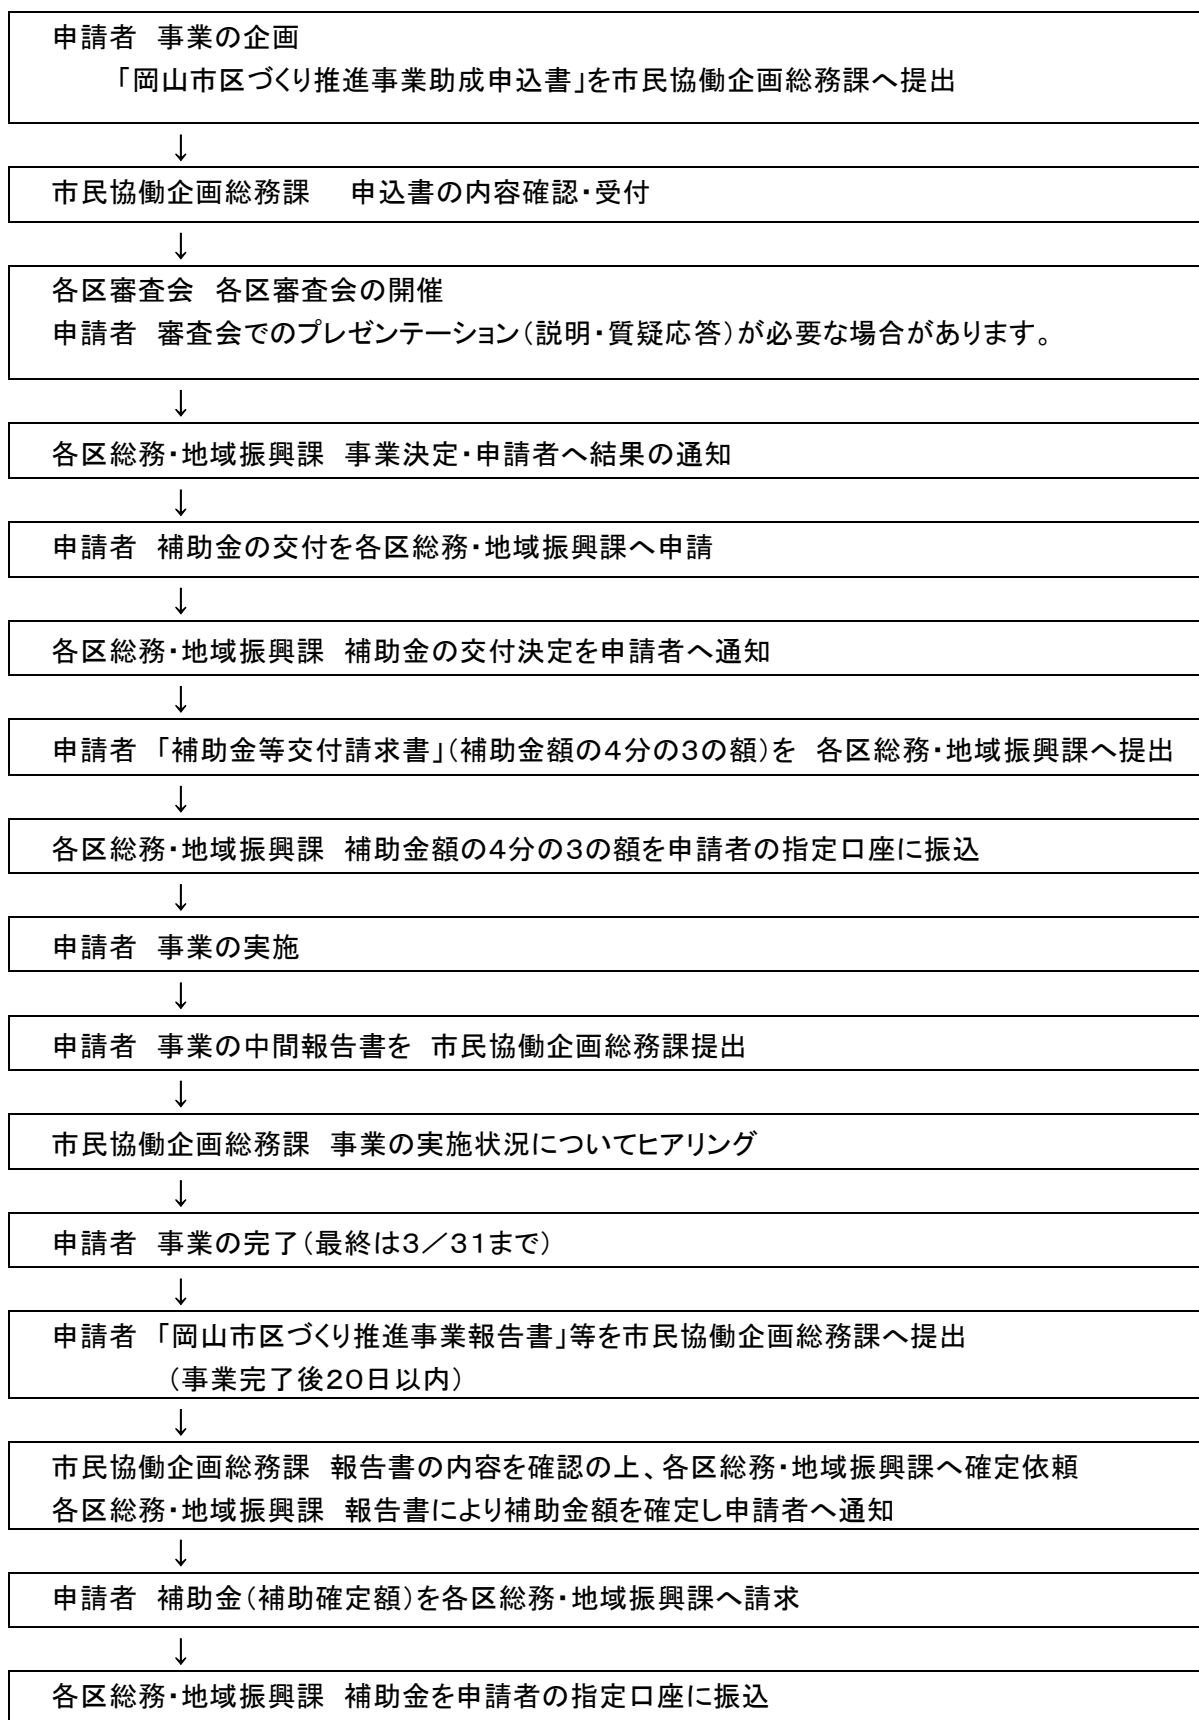 申請者　事業の企画
「岡山市区づくり推進事業助成申込書」を市民協働企画総務課へ提出
↓
市民協働企画総務課　申込書の内容確認・受付
↓
各区審査会　各区審査会の開催
申請者　審査会でのプレゼンテーション（説明・質疑応答）が必要な場合があります。
↓
各区総務・地域振興課　事業決定・申請者へ結果の通知
↓
申請者　補助金の交付を各区総務・地域振興課へ申請
↓
各区総務・地域振興課　補助金の交付決定を申請者へ通知
↓
申請者　「補助金等交付請求書」（補助金額の４分の３の額）を　各区総務・地域振興課へ提出
↓
各区総務・地域振興課　補助金額の４分の３の額を申請者の指定口座に振込
↓
申請者　事業の実施
↓
申請者　事業の中間報告書を　市民協働企画総務課提出
↓
市民協働企画総務課　事業の実施状況についてヒアリング
↓
申請者　事業の完了（最終は３／３１まで）
↓
申請者　「岡山市区づくり推進事業報告書」等を市民協働企画総務課へ提出
（事業完了後２０日以内）
↓
市民協働企画総務課　報告書の内容を確認の上、各区総務・地域振興課へ確定依頼
各区総務・地域振興課　報告書により補助金額を確定し申請者へ通知
↓
申請者　補助金（補助確定額）を各区総務・地域振興課へ請求
↓
各区総務・地域振興課　補助金を申請者の指定口座に振込